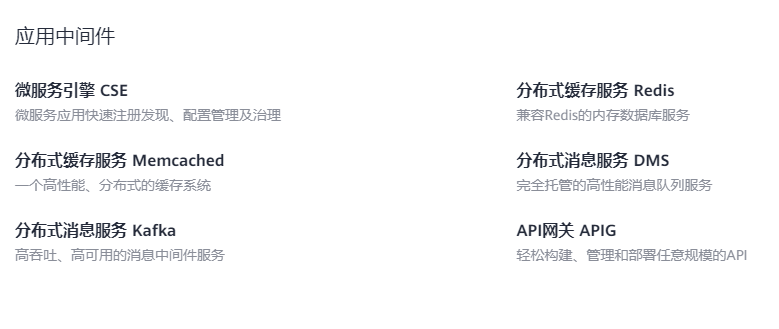 应用中间件
微服务引擎 CSE
微服务应用快速注册发现、配置管理及治理
分布式缓存服务 Redis
兼容Redis的内存数据库服务
分布式缓存服务 Memcached
一个高性能、分布式的缓存系统
分布式消息服务 DMS
完全托管的高性能消息队列服务
分布式消息服务 Kafka
高吞吐、高可用的消息中间件服务
API网关 APIG
轻松构建、管理和部署任意规模的API